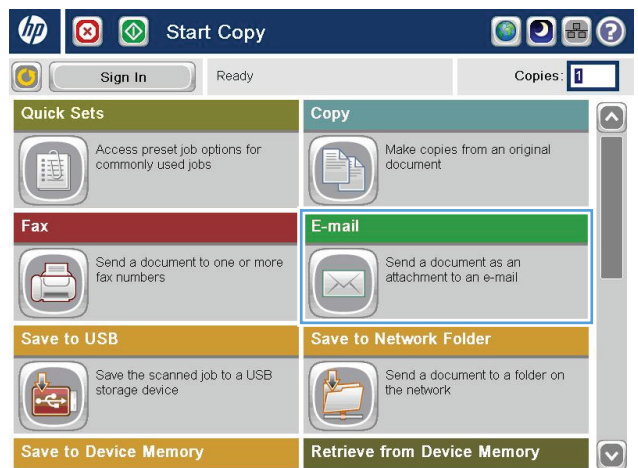 hp
Start Copy
?
Sign In
Ready
Copies: 1
Quick Sets
Access preset job options for
commonly used jobs
Copy
Make copies from an original
document
Fax
Send a document to one or more
fax numbers
E-mail
Send a document as an
attachment to an e-mail
Save to USB
Save the scanned job to a USB
storage device
Save to Network Folder
Send a document to a folder on
the network
Save to Device Memory
Retrieve from Device Memory